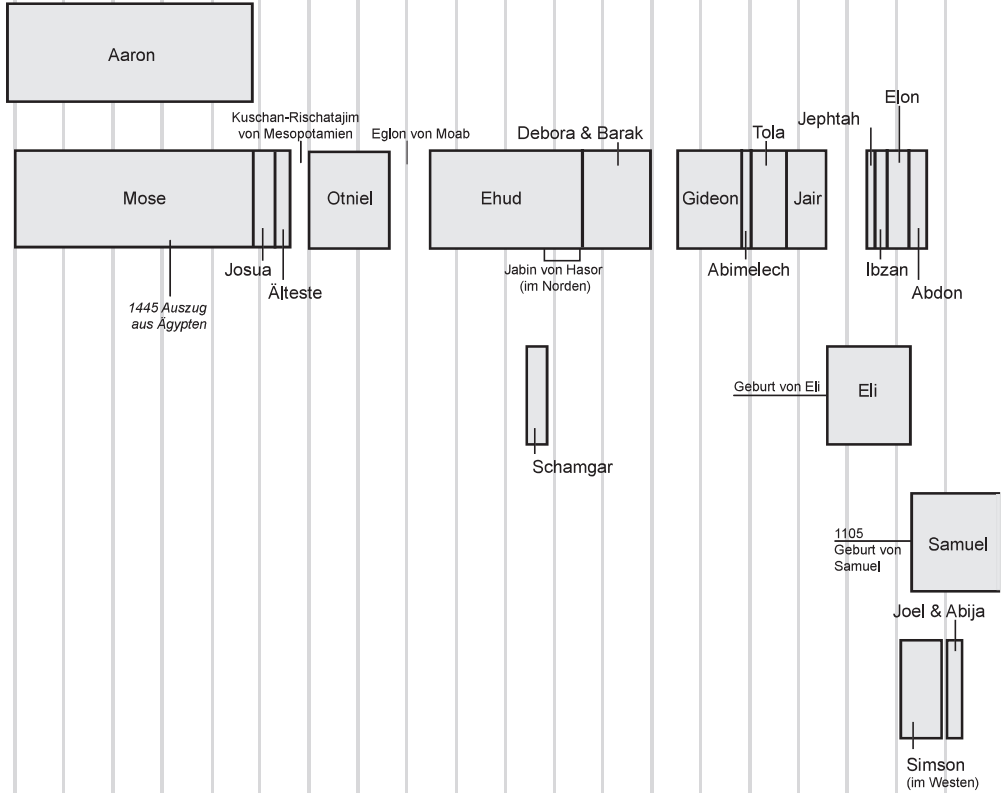 Aaron
Kuschan-Rischatajim
von Mesopotamien
Eglon von Moab
Debora & Barak
Tola
Jephtah
Elon
Mose
Otniel
Ehud
Gideon
Jair
Josua
Älteste
1445 Auszug
aus Ägypten
Jabin von Hasor
(im Norden)
Abimelech
Ibzan
Abdon
Geburt von Eli
Eli
Schamgar
1105
Geburt von
Samuel
Samuel
Joel & Abija
Simson
(im Westen)